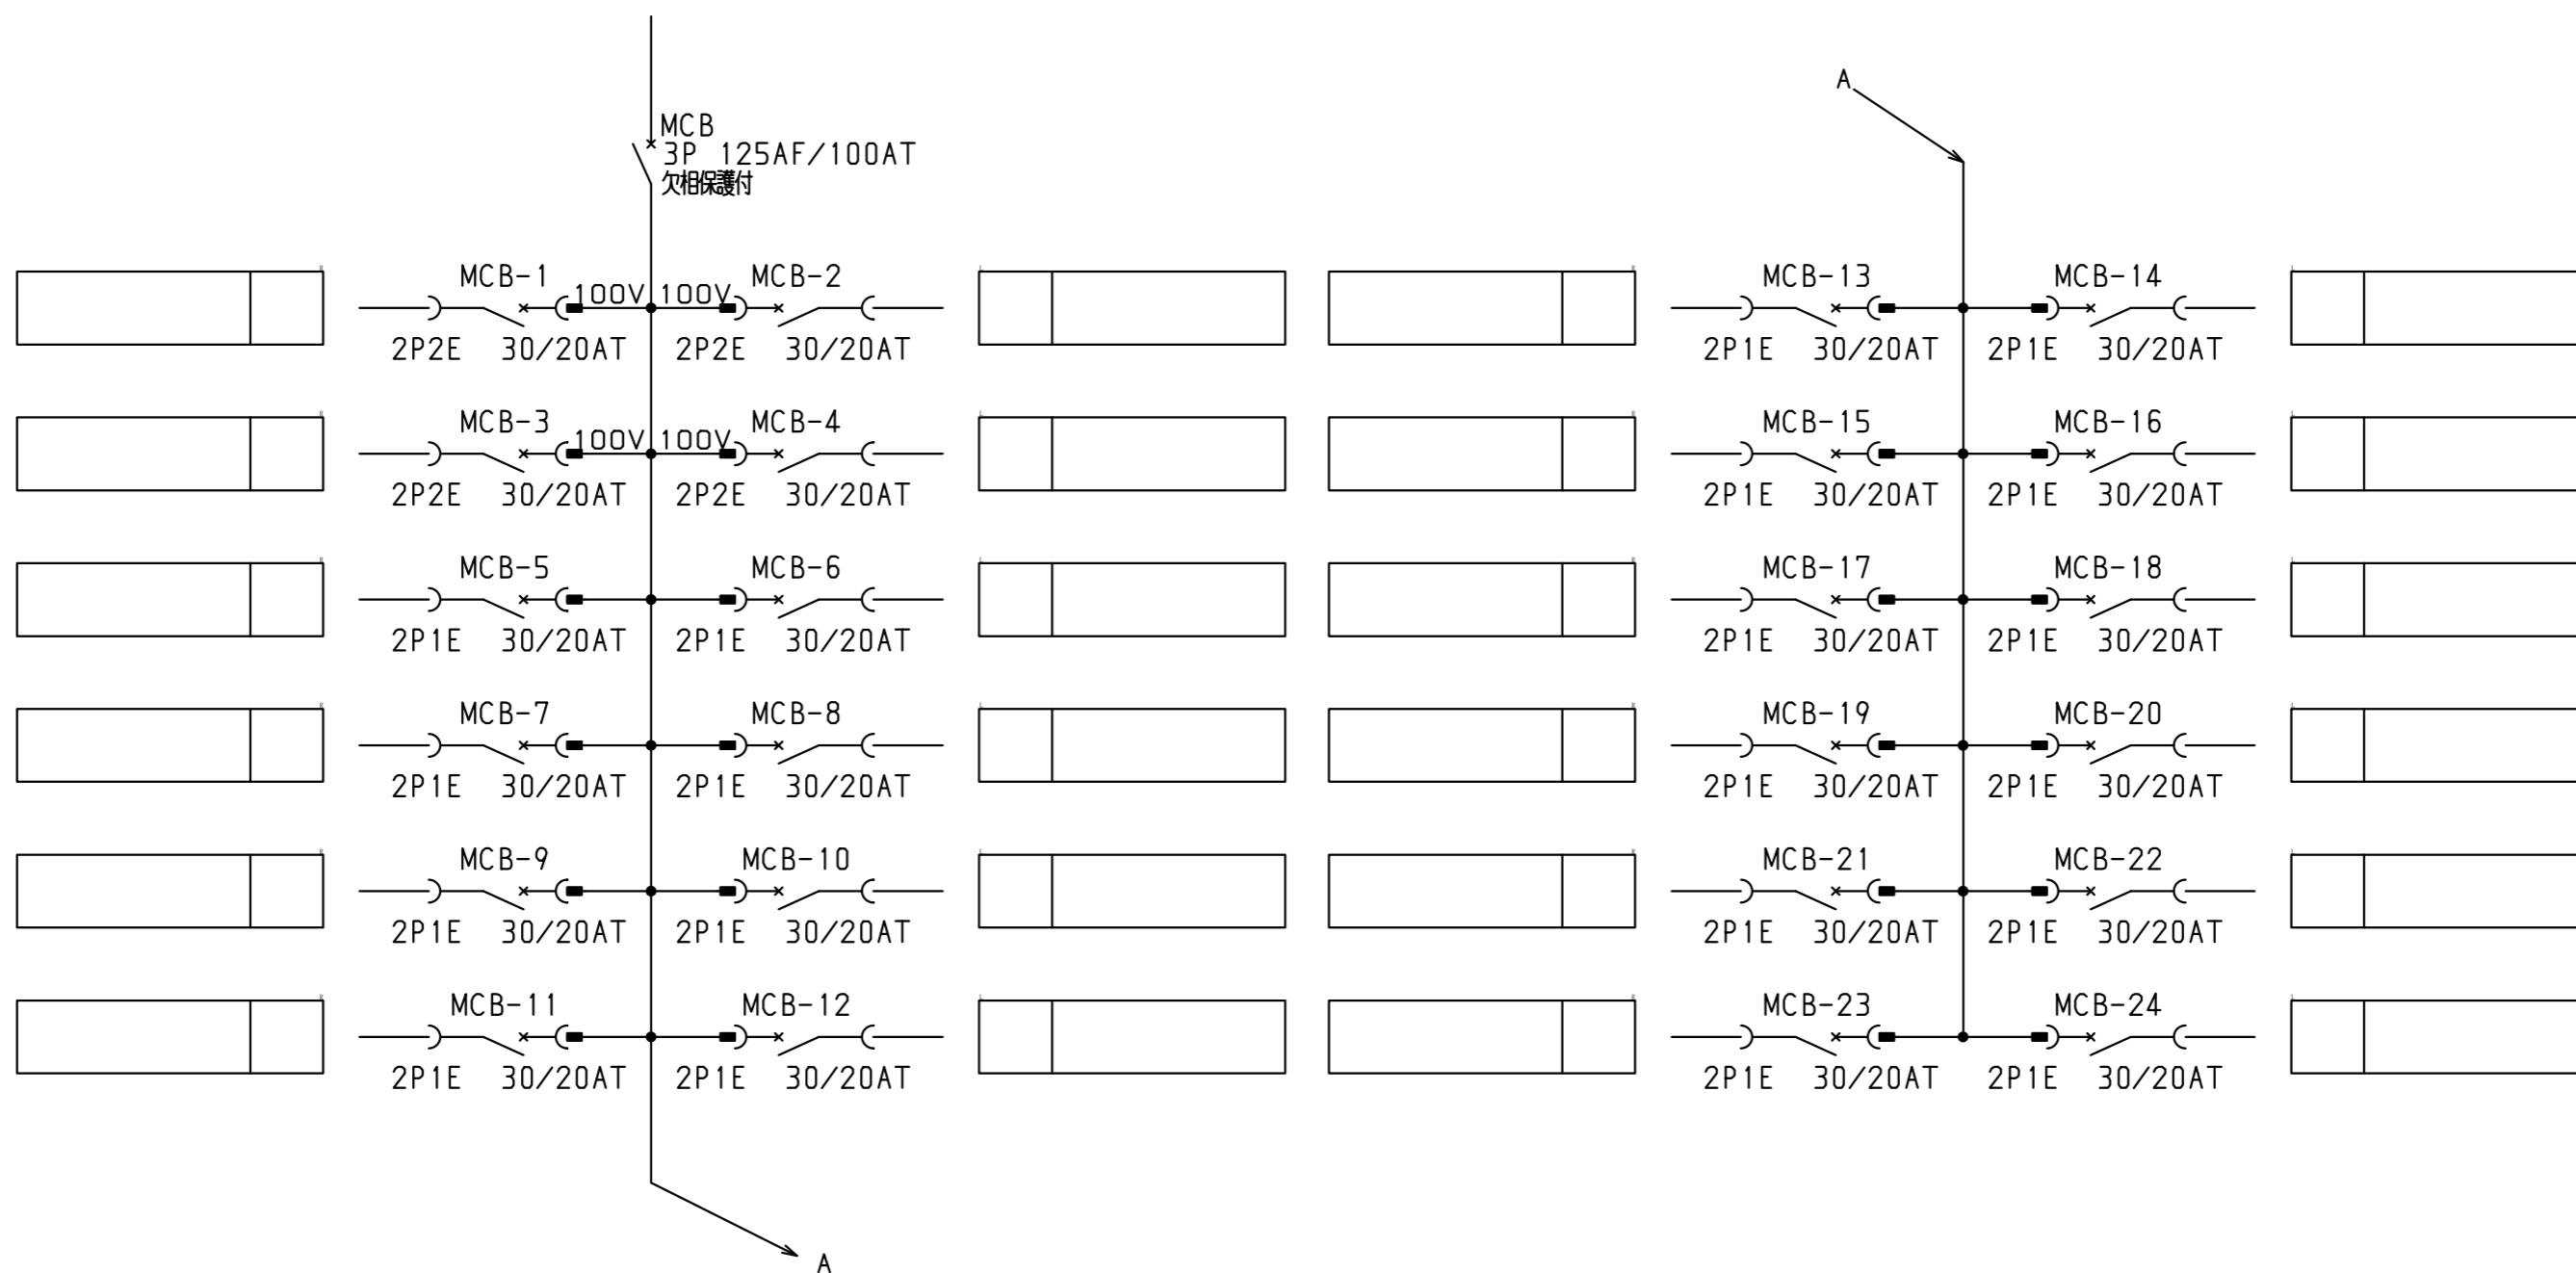 A
MCB
3P 125AF/100AT
欠相保護付
MCB-1 MCB-2 MCB-13 MCB-14
100V 100V
2P2E 30/20AT 2P2E 30/20AT 2P1E 30/20AT 2P1E 30/20AT
MCB-3 MCB-4 MCB-15 MCB-16
100V 100V
2P2E 30/20AT 2P2E 30/20AT 2P1E 30/20AT 2P1E 30/20AT
MCB-5 MCB-6 MCB-17 MCB-18
2P1E 30/20AT 2P1E 30/20AT 2P1E 30/20AT 2P1E 30/20AT
MCB-7 MCB-8 MCB-19 MCB-20
2P1E 30/20AT 2P1E 30/20AT 2P1E 30/20AT 2P1E 30/20AT
MCB-9 MCB-10 MCB-21 MCB-22
2P1E 30/20AT 2P1E 30/20AT 2P1E 30/20AT 2P1E 30/20AT
MCB-11 MCB-12 MCB-23 MCB-24
2P1E 30/20AT 2P1E 30/20AT 2P1E 30/20AT 2P1E 30/20AT
A